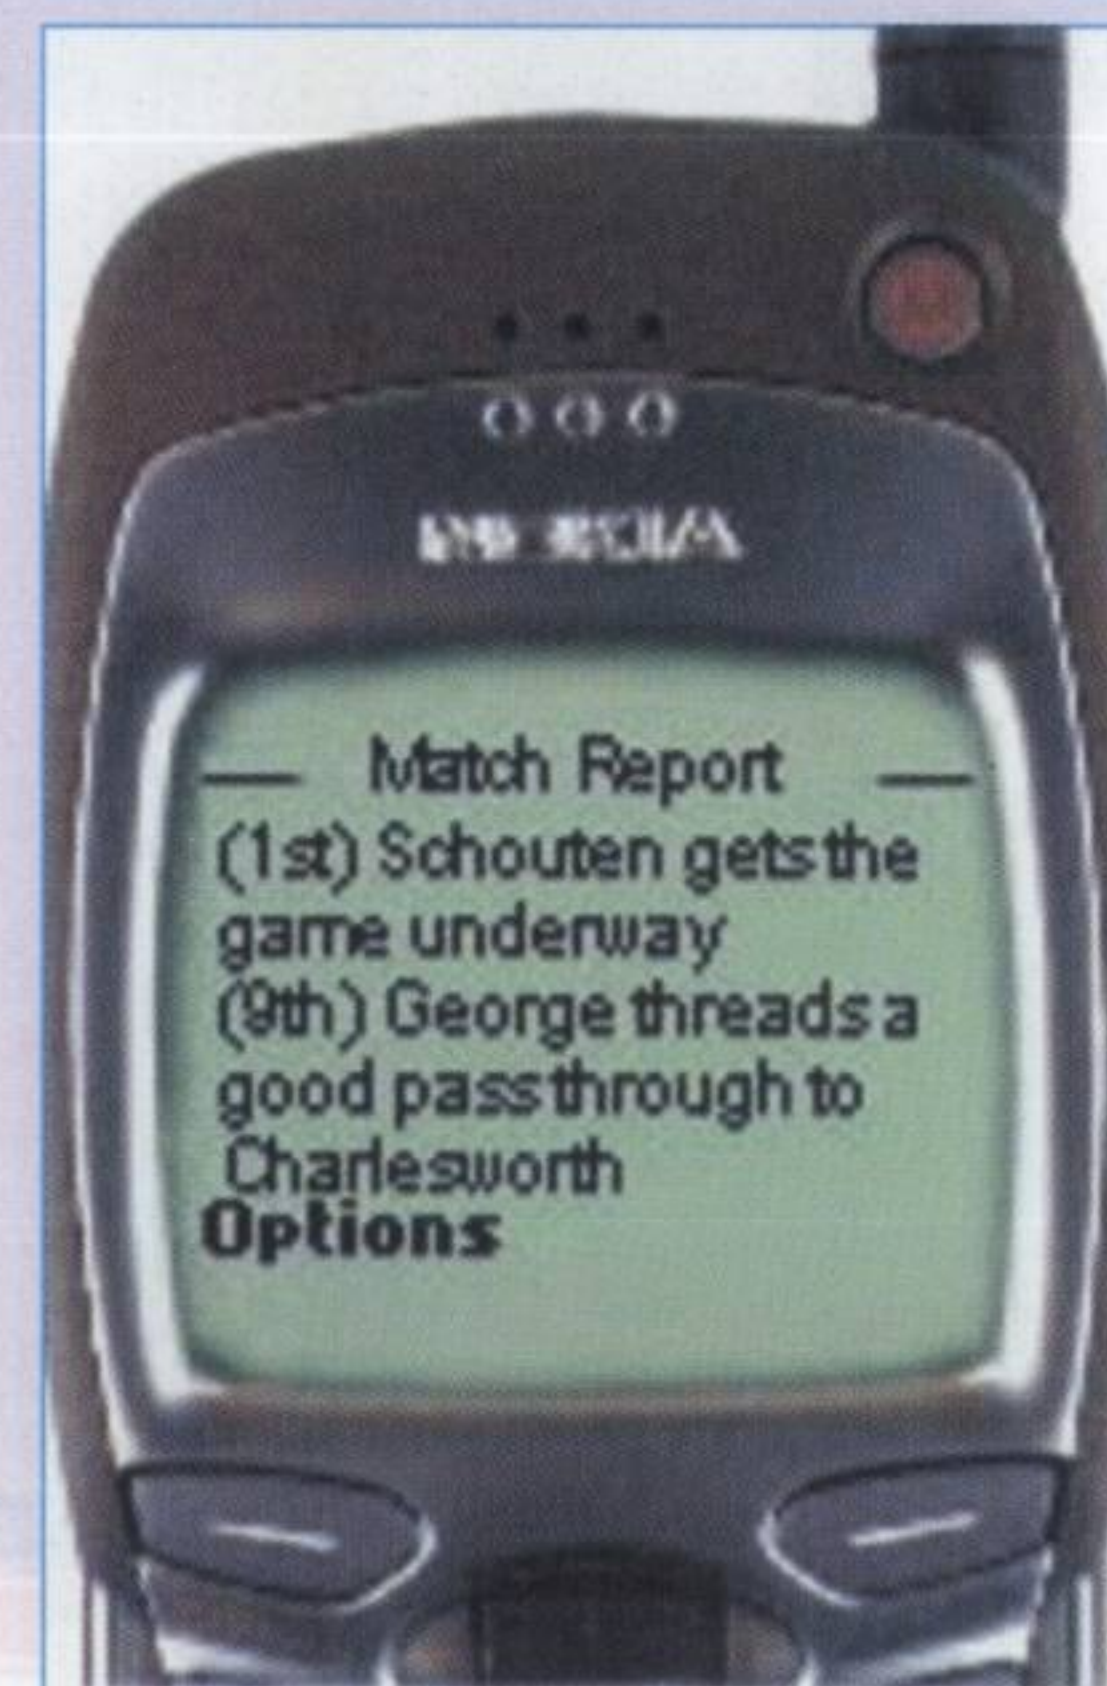 Match Report
(1st) Schouten gets the
game underway
(9th) George threads a
good pass through to
Charlesworth
Options